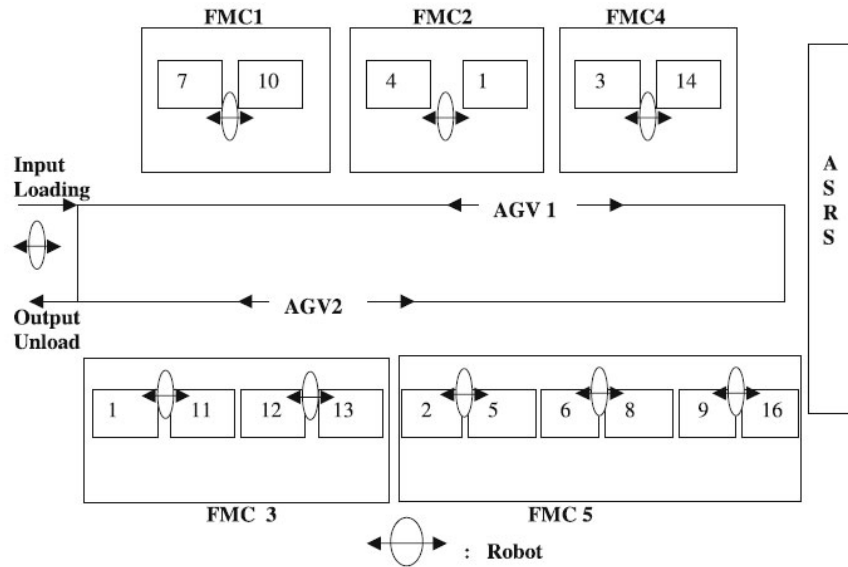 FMC1 FMC2 FMC4
7 10 4 1 3 14
Input
Loading
AGV 1
A
S
R
S
AGV2
Output
Unload
1 11 12 13 2 5 6 8 9 16
FMC 3 FMC 5
: Robot